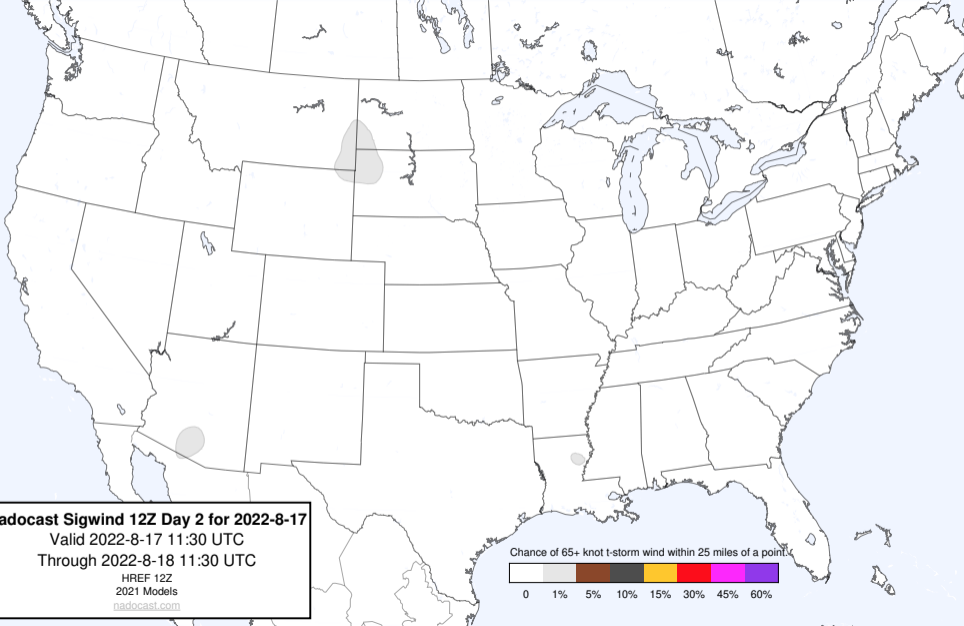 adocast Sigwind 12Z Day 2 for 2022-8-17
Valid 2022-8-17 11:30 UTC
Through 2022-8-18 11:30 UTC
HREF 12Z
2021 Models
nadocast.com
Chance of 65+ knot t-storm wind within 25 miles of a point.
0 1% 5% 10% 15% 30% 45% 60%